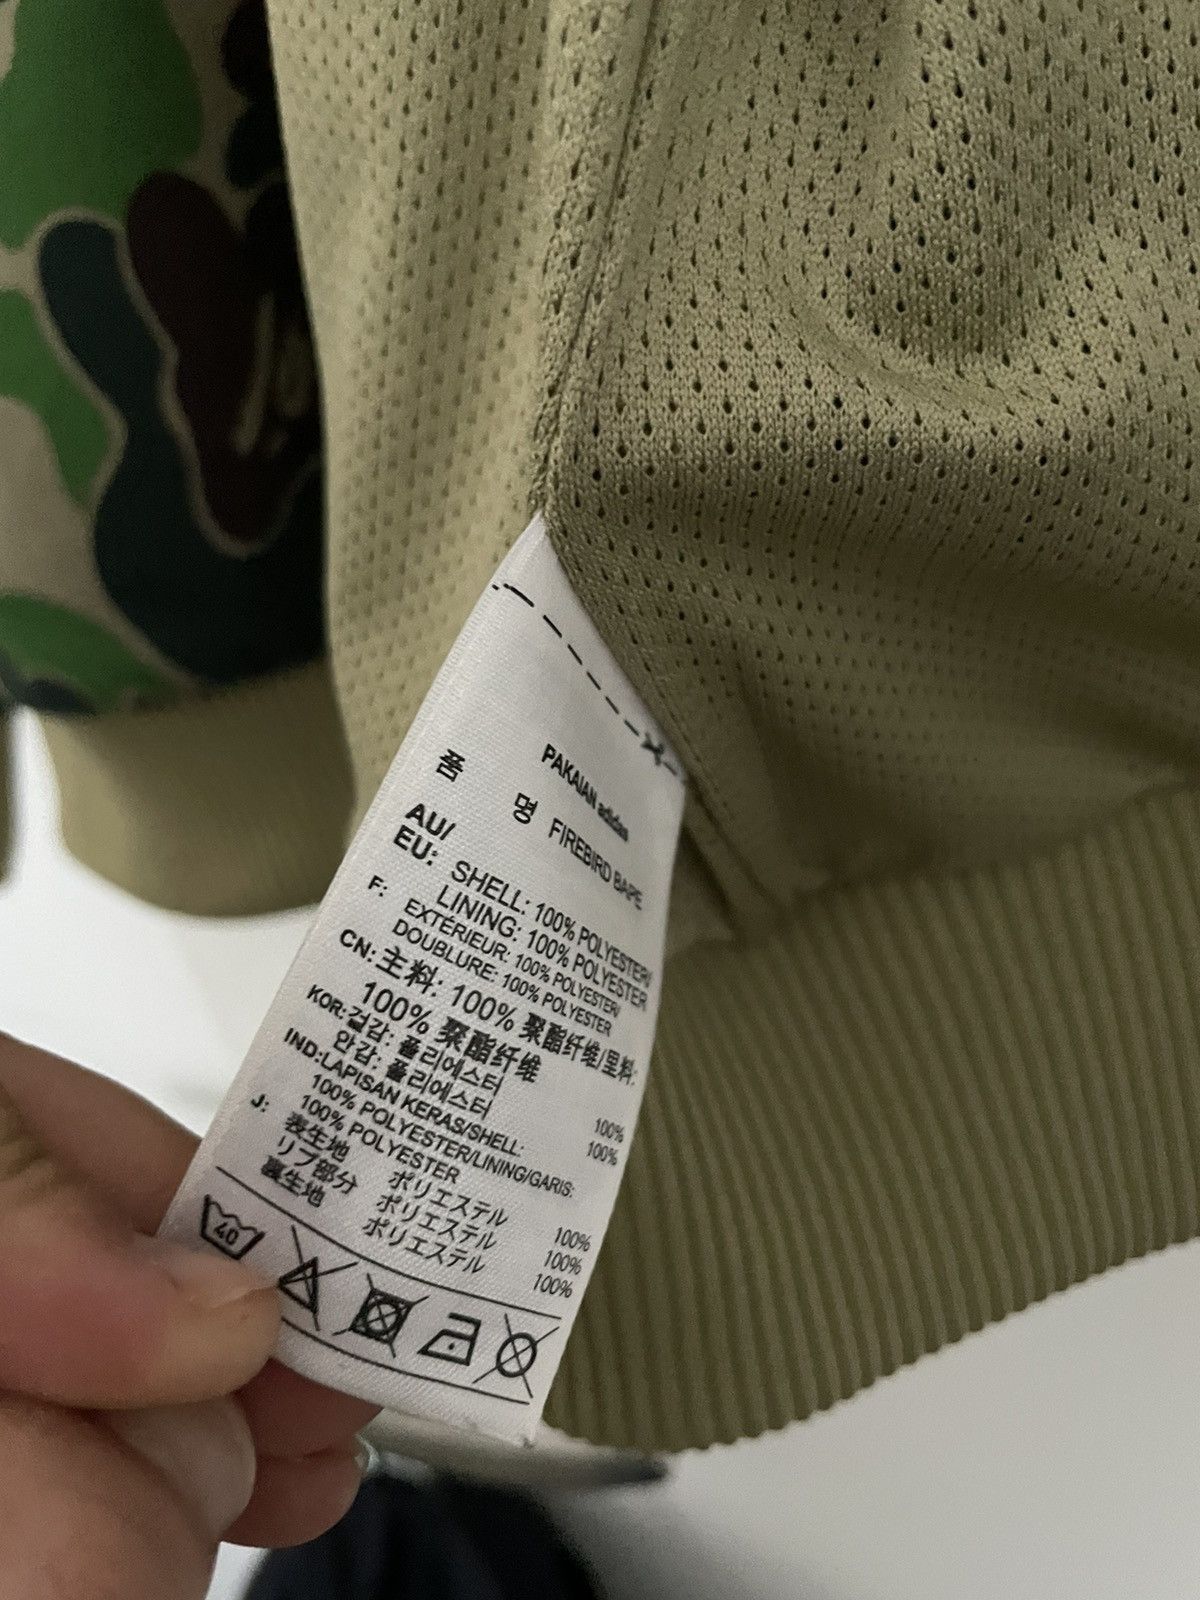 PAKAIAN adidas
품 명 FIREBIRD BAPE
AU/
EU: SHELL: 100% POLYESTER/
LINING: 100% POLYESTER
F: EXTÉRIEUR: 100% POLYESTER/
DOUBLURE: 100% POLYESTER
CN: 主料: 100% 聚酯纤维/里料:
100% 聚酯纤维
KOR: 겉감: 폴리에스터 100%
안감: 폴리에스터 100%
IND:LAPISAN KERAS/SHELL:
100% POLYESTER/LINING/GARIS:
100% POLYESTER
J: 表生地 ポリエステル 100%
リブ部分 ポリエステル 100%
裏生地 ポリエステル 100%
40